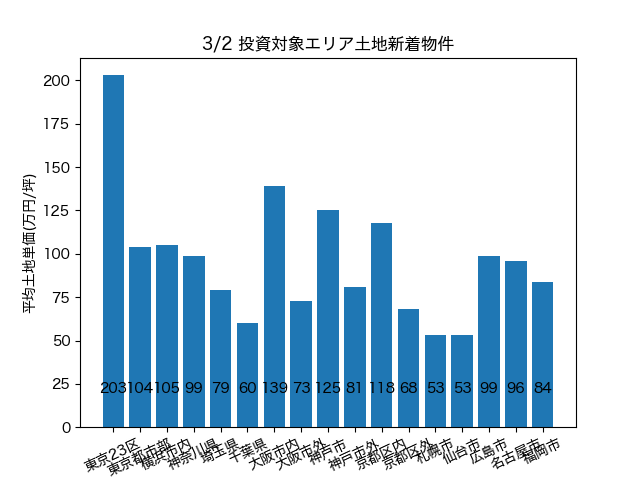 3/2 投資対象エリア土地新着物件
平均土地単価(万円/坪)
200
175
150
125
100
75
50
25
0
203 104 105 99 79 60 139 73 125 81 118 68 53 53 99 96 84
東京23区
東京都市部
横浜市内
神奈川県
埼玉県
千葉県
大阪市内
大阪市外
神戸市
神戸市外
京都区内
京都区外
札幌市
仙台市
広島市
名古屋市
福岡市